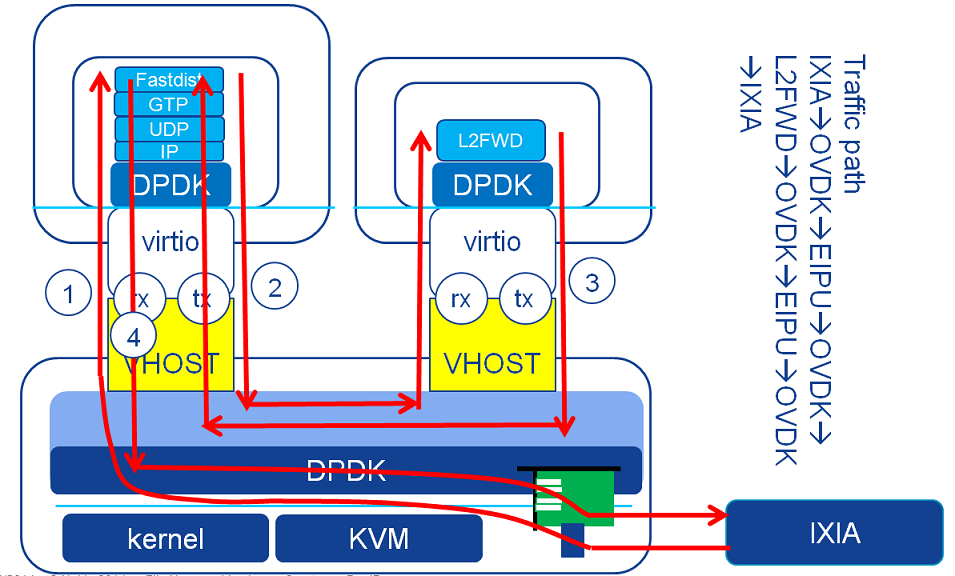 Fastdist
GTP
UDP
IP
DPDK
virtio
rx
tx
VHOST
1
2
4
L2FWD
DPDK
virtio
rx
tx
VHOST
3
DPDK
kernel
KVM
IXIA
Traffic path
IXIA→OVDK→EIPU→OVDK→
L2FWD→OVDK→EIPU→OVDK
→IXIA